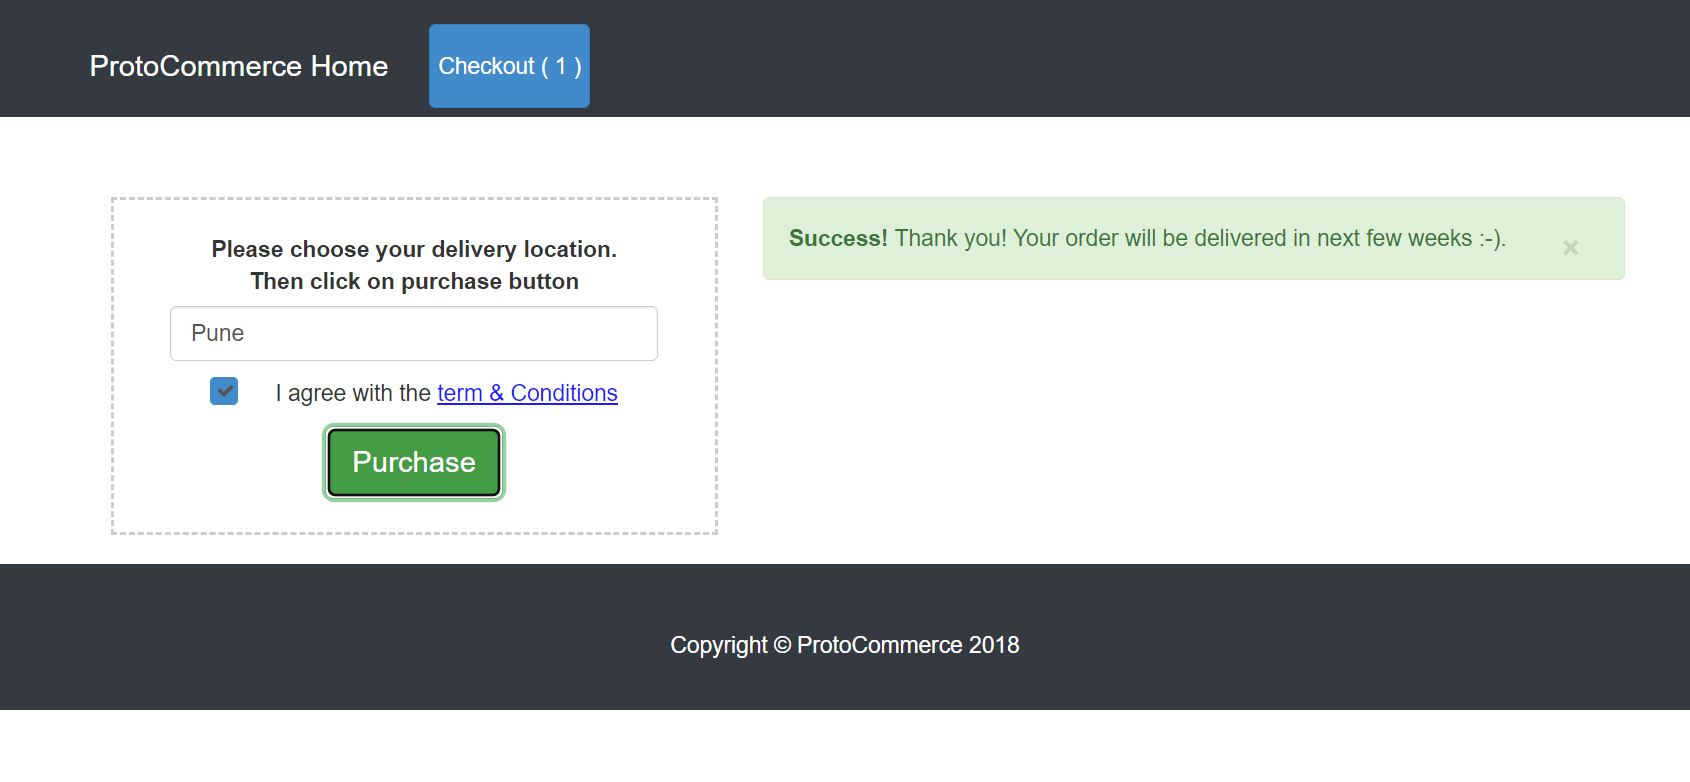 ProtoCommerce Home
Checkout ( 1 )
Please choose your delivery location.
Then click on purchase button
Pune
I agree with the term & Conditions
Purchase
Success! Thank you! Your order will be delivered in next few weeks :-).
×
Copyright © ProtoCommerce 2018